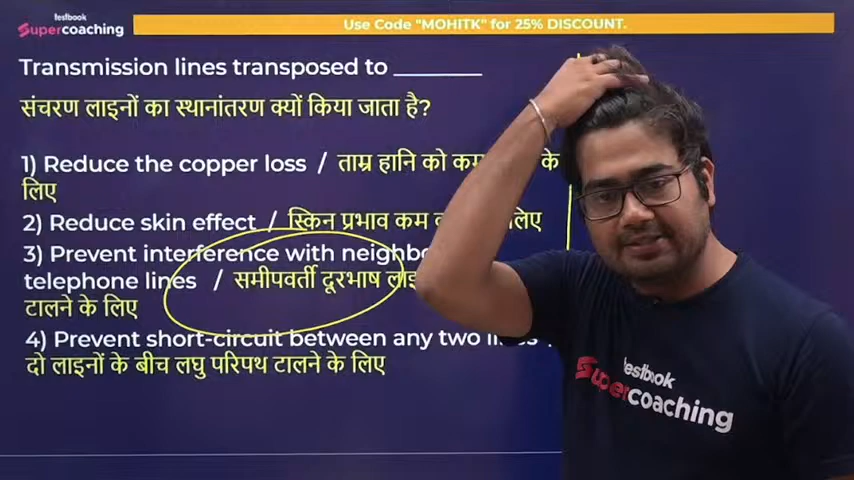 testbook
Supercoaching
Use Code "MOHITK" for 25% DISCOUNT.
Transmission lines transposed to ________
संचरण लाइनों का स्थानांतरण क्यों किया जाता है?
1) Reduce the copper loss / ताम्र हानि को के
लिए
2) Reduce skin effect / स्किन प्रभाव कम लिए
3) Prevent interference with
telephone lines / समीपवर्ती दूरभाष
टालने के लिए
4) Prevent short-circuit between any two
दो लाइनों के बीच लघु परिपथ टालने के लिए
testbook
Supercoaching